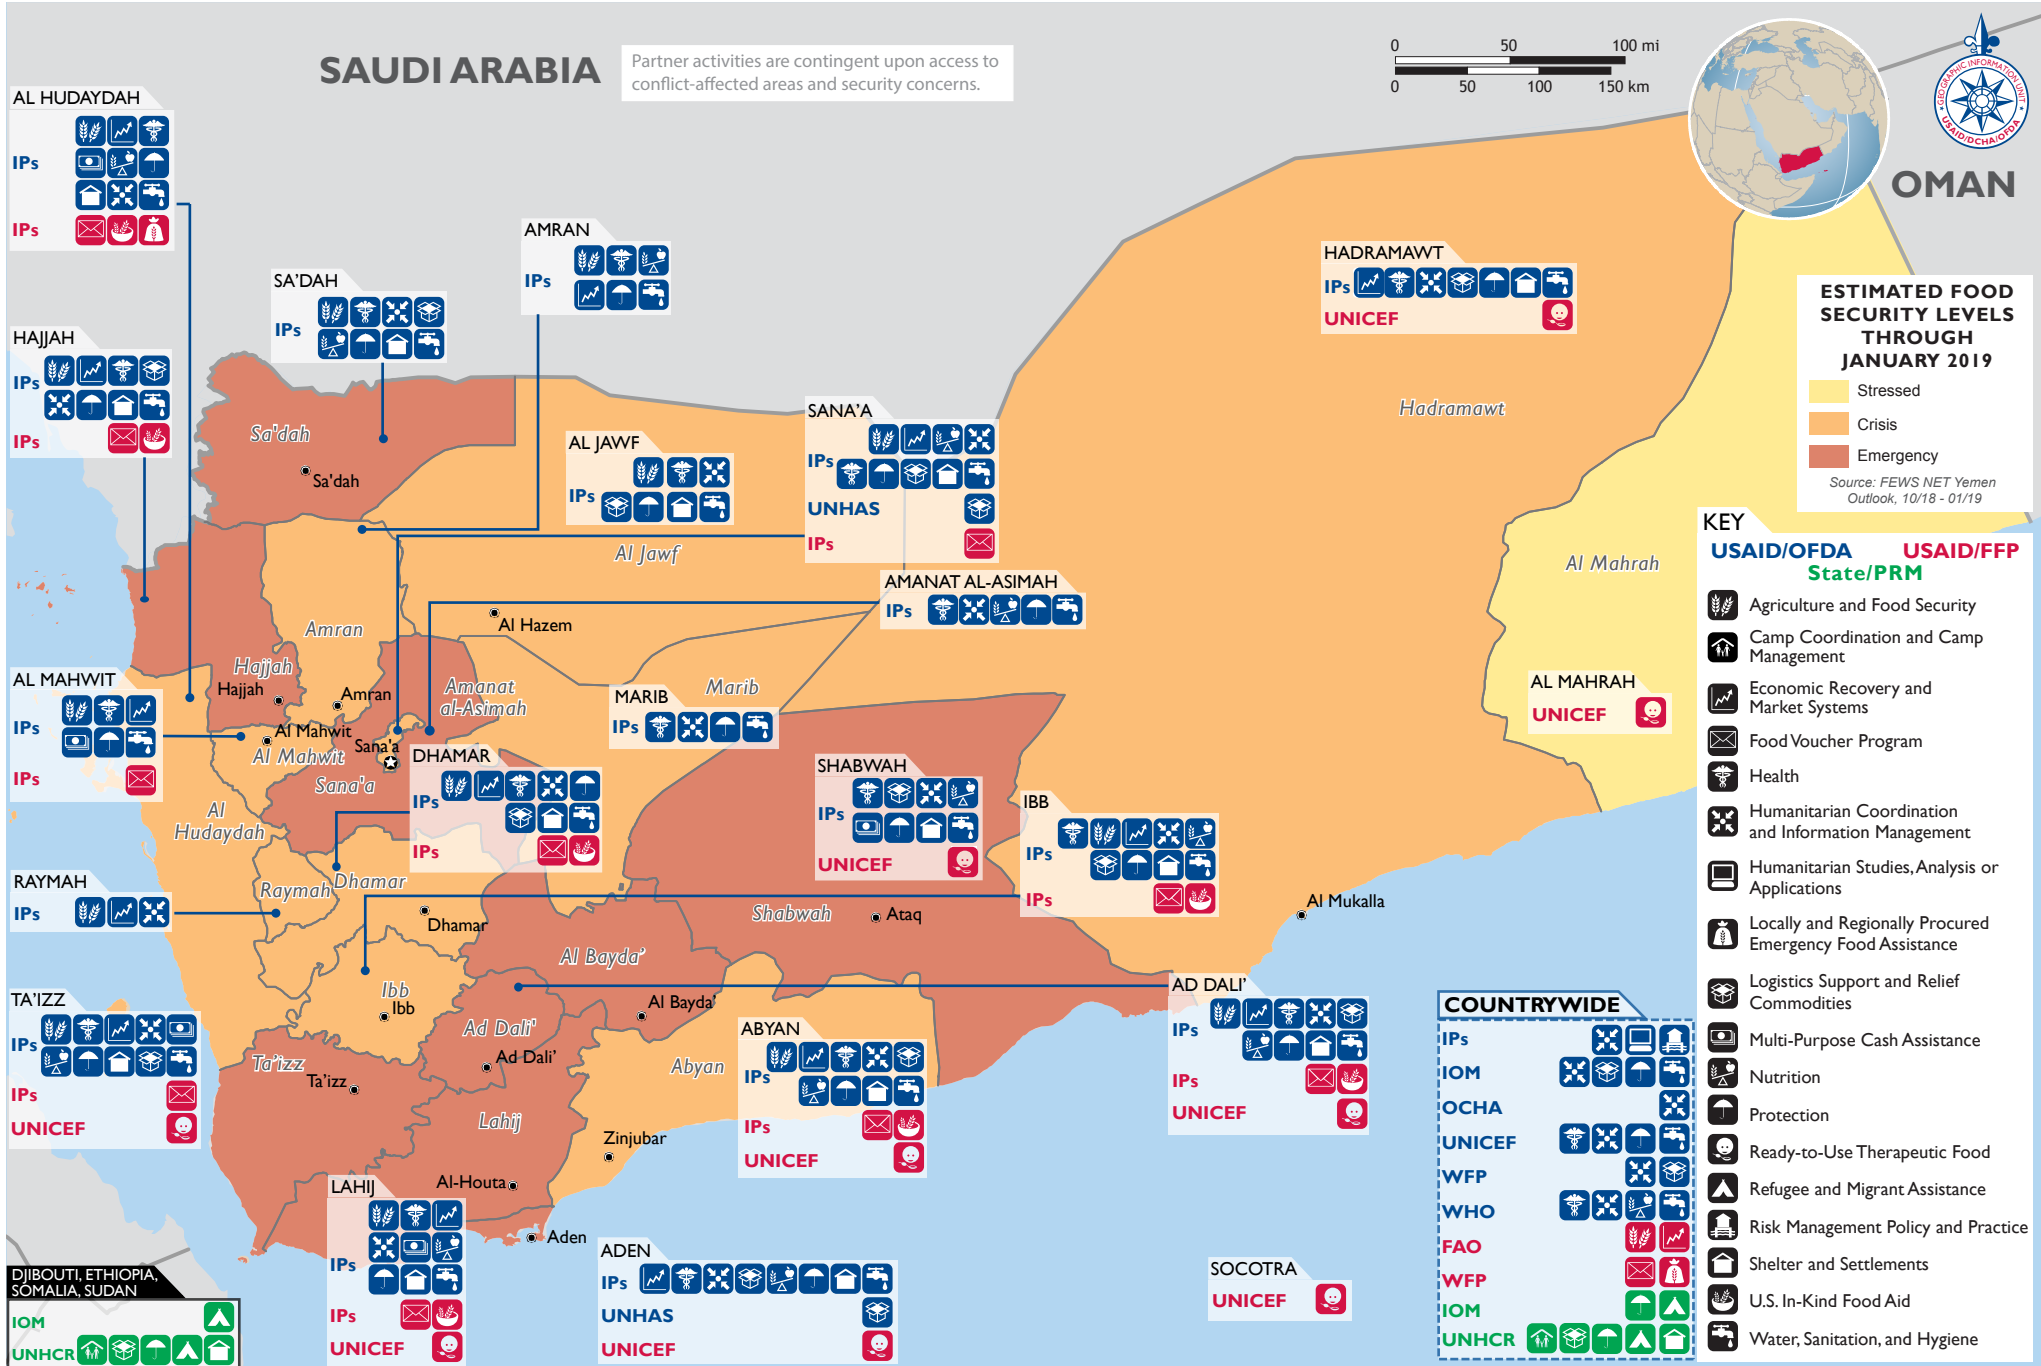 SAUDI ARABIA
Partner activities are contingent upon access to
conflict-affected areas and security concerns.
0 50 100 mi
0 50 100 150 km
GEOGRAPHIC INFORMATION UNIT
USAID/DCHA/OFDA
OMAN
AL HUDAYDAH
IPs
IPs
AMRAN
IPs
SA'DAH
IPs
HAJJAH
IPs
IPs
HADRAMAWT
IPs
UNICEF
ESTIMATED FOOD
SECURITY LEVELS
THROUGH
JANUARY 2019
Stressed
Crisis
Emergency
Source: FEWS NET Yemen
Outlook, 10/18 - 01/19
SANA'A
IPs
UNHAS
IPs
AL JAWF
IPs
AMANAT AL-ASIMAH
IPs
Sa'dah
Sa'dah
Hadramawt
Al Jawf
Al Mahrah
Al Hazem
Amran
Hajjah
Hajjah
Amran
Amanat
al-Asimah
Marib
AL MAHWIT
IPs
IPs
MARIB
IPs
AL MAHRAH
UNICEF
Al Mahwit
Al Mahwit
Sana'a
Sana'a
DHAMAR
IPs
IPs
SHABWAH
IPs
UNICEF
IBB
IPs
IPs
Al
Hudaydah
RAYMAH
IPs
Raymah
Dhamar
Dhamar
Shabwah
Ataq
Al Mukalla
Al Bayda'
Al Bayda'
Ibb
Ibb
Ad Dali'
Ad Dali'
TA'IZZ
IPs
IPs
UNICEF
Ta'izz
Ta'izz
Abyan
ABYAN
IPs
IPs
UNICEF
AD DALI'
IPs
IPs
UNICEF
Lahij
Zinjubar
Al-Houta
Aden
LAHIJ
IPs
IPs
UNICEF
ADEN
IPs
UNHAS
UNICEF
SOCOTRA
UNICEF
DJIBOUTI, ETHIOPIA,
SOMALIA, SUDAN
IOM
UNHCR
COUNTRYWIDE
IPs
IOM
OCHA
UNICEF
WFP
WHO
FAO
WFP
IOM
UNHCR
KEY
USAID/OFDA USAID/FFP
State/PRM
Agriculture and Food Security
Camp Coordination and Camp
Management
Economic Recovery and
Market Systems
Food Voucher Program
Health
Humanitarian Coordination
and Information Management
Humanitarian Studies, Analysis or
Applications
Locally and Regionally Procured
Emergency Food Assistance
Logistics Support and Relief
Commodities
Multi-Purpose Cash Assistance
Nutrition
Protection
Ready-to-Use Therapeutic Food
Refugee and Migrant Assistance
Risk Management Policy and Practice
Shelter and Settlements
U.S. In-Kind Food Aid
Water, Sanitation, and Hygiene